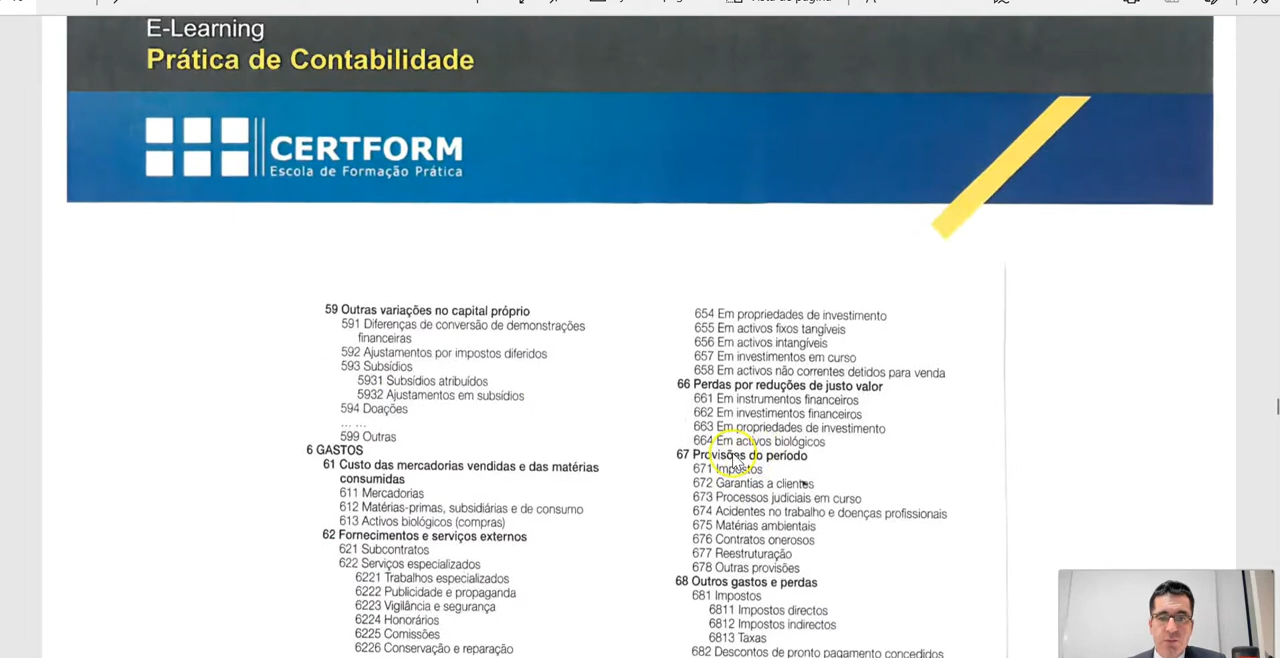 E-Learning
Prática de Contabilidade
CERTFORM
Escola de Formação Prática
59 Outras variações no capital próprio
591 Diferenças de conversão de demonstrações
financeiras
592 Ajustamentos por impostos diferidos
593 Subsídios
5931 Subsídios atribuídos
5932 Ajustamentos em subsídios
594 Doações
... ...
599 Outras
6 GASTOS
61 Custo das mercadorias vendidas e das matérias
consumidas
611 Mercadorias
612 Matérias-primas, subsidiárias e de consumo
613 Activos biológicos (compras)
62 Fornecimentos e serviços externos
621 Subcontratos
622 Serviços especializados
6221 Trabalhos especializados
6222 Publicidade e propaganda
6223 Vigilância e segurança
6224 Honorários
6225 Comissões
6226 Conservação e reparação
654 Em propriedades de investimento
655 Em activos fixos tangíveis
656 Em activos intangíveis
657 Em investimentos em curso
658 Em activos não correntes detidos para venda
66 Perdas por reduções de justo valor
661 Em instrumentos financeiros
662 Em investimentos financeiros
663 Em propriedades de investimento
664 Em activos biológicos
67 Provisões do período
671 Impostos
672 Garantias a clientes
673 Processos judiciais em curso
674 Acidentes no trabalho e doenças profissionais
675 Matérias ambientais
676 Contratos onerosos
677 Reestruturação
678 Outras provisões
68 Outros gastos e perdas
681 Impostos
6811 Impostos directos
6812 Impostos indirectos
6813 Taxas
682 Descontos de pronto pagamento concedidos